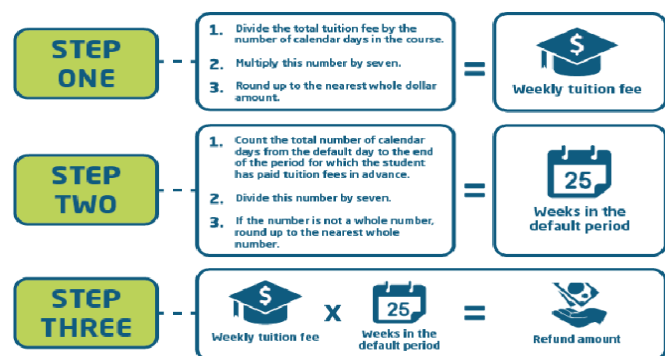 STEP
ONE
1. Divide the total tuition fee by the
number of calendar days in the course.
2. Multiply this number by seven.
3. Round up to the nearest whole dollar
amount.
=
$
Weekly tuition fee
STEP
TWO
1. Count the total number of calendar
days from the default day to the
end of the period for which the student
has paid tuition fees in advance.
2. Divide this number by seven.
3. If the number is not a whole number,
round up to the nearest whole
number.
=
25
Weeks in the
default period
STEP
THREE
$
Weekly tuition fee
x
25
Weeks in the
default period
=
Refund amount